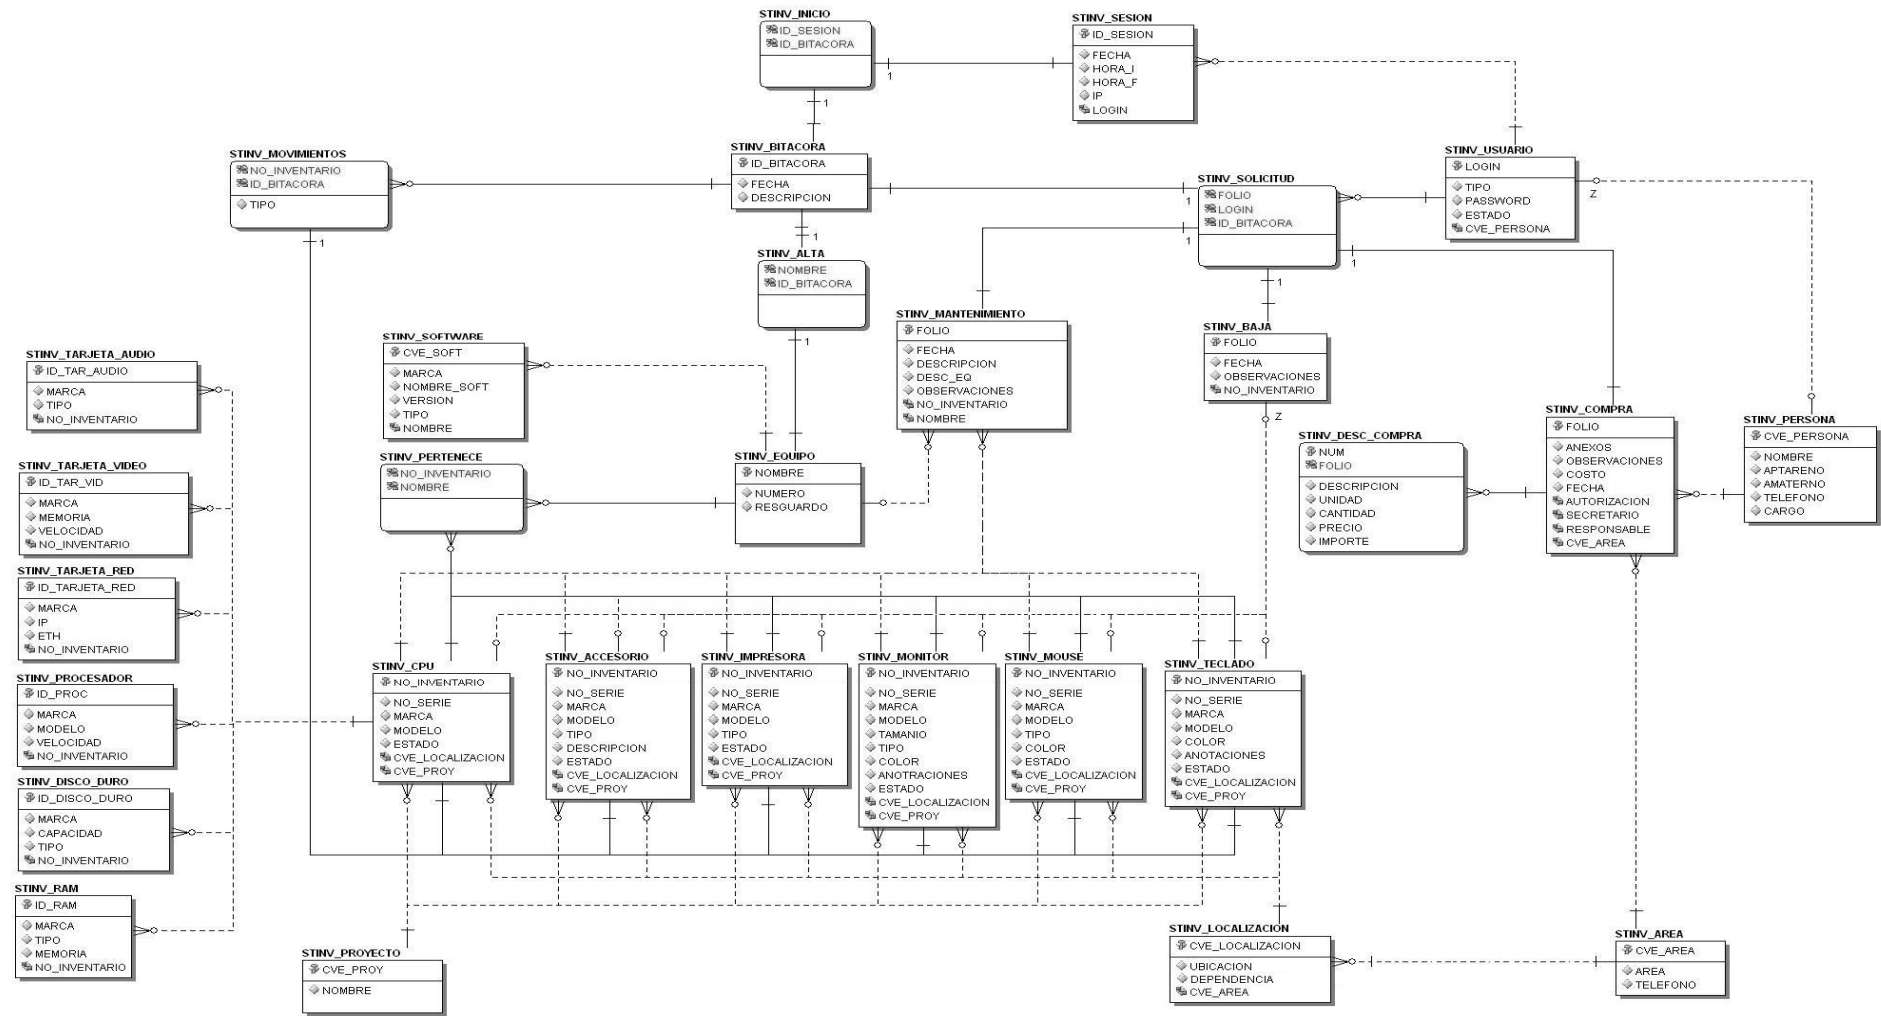 STINV_INICIO
ID_SESION
ID_BITACORA
1
1
STINV_SESION
ID_SESION
FECHA
HORA_I
HORA_F
IP
LOGIN
STINV_MOVIMIENTOS
NO_INVENTARIO
ID_BITACORA
TIPO
1
STINV_BITACORA
ID_BITACORA
FECHA
DESCRIPCION
1
1
STINV_SOLICITUD
FOLIO
LOGIN
ID_BITACORA
1
1
1
STINV_USUARIO
LOGIN
TIPO
PASSWORD
ESTADO
CVE_PERSONA
Z
STINV_ALTA
NOMBRE
ID_BITACORA
1
STINV_MANTENIMIENTO
FOLIO
FECHA
DESCRIPCION
DESC_EQ
OBSERVACIONES
NO_INVENTARIO
NOMBRE
STINV_BAJA
FOLIO
FECHA
OBSERVACIONES
NO_INVENTARIO
Z
STINV_SOFTWARE
CVE_SOFT
MARCA
NOMBRE_SOFT
VERSION
TIPO
NOMBRE
STINV_TARJETA_AUDIO
ID_TAR_AUDIO
MARCA
TIPO
NO_INVENTARIO
STINV_COMPRA
FOLIO
ANEXOS
OBSERVACIONES
COSTO
FECHA
AUTORIZACION
SECRETARIO
RESPONSABLE
CVE_AREA
STINV_PERSONA
CVE_PERSONA
NOMBRE
APTARENO
AMATERNO
TELEFONO
CARGO
STINV_DESC_COMPRA
NUM
FOLIO
DESCRIPCION
UNIDAD
CANTIDAD
PRECIO
IMPORTE
STINV_PERTENECE
NO_INVENTARIO
NOMBRE
STINV_EQUIPO
NOMBRE
NUMERO
RESGUARDO
STINV_TARJETA_VIDEO
ID_TAR_VID
MARCA
MEMORIA
VELOCIDAD
NO_INVENTARIO
STINV_TARJETA_RED
ID_TARJETA_RED
MARCA
IP
ETH
NO_INVENTARIO
STINV_PROCESADOR
ID_PROC
MARCA
MODELO
VELOCIDAD
NO_INVENTARIO
STINV_DISCO_DURO
ID_DISCO_DURO
MARCA
CAPACIDAD
TIPO
NO_INVENTARIO
STINV_RAM
ID_RAM
MARCA
TIPO
MEMORIA
NO_INVENTARIO
STINV_CPU
NO_INVENTARIO
NO_SERIE
MARCA
MODELO
ESTADO
CVE_LOCALIZACION
CVE_PROY
STINV_ACCESORIO
NO_INVENTARIO
NO_SERIE
MARCA
MODELO
TIPO
DESCRIPCION
ESTADO
CVE_LOCALIZACION
CVE_PROY
STINV_IMPRESORA
NO_INVENTARIO
NO_SERIE
MARCA
MODELO
TIPO
ESTADO
CVE_LOCALIZACION
CVE_PROY
STINV_MONITOR
NO_INVENTARIO
NO_SERIE
MARCA
MODELO
TAMANIO
TIPO
COLOR
ANOTRACIONES
ESTADO
CVE_LOCALIZACION
CVE_PROY
STINV_MOUSE
NO_INVENTARIO
NO_SERIE
MARCA
MODELO
TIPO
COLOR
ESTADO
CVE_LOCALIZACION
CVE_PROY
STINV_TECLADO
NO_INVENTARIO
NO_SERIE
MARCA
MODELO
COLOR
ANOTACIONES
ESTADO
CVE_LOCALIZACION
CVE_PROY
STINV_PROYECTO
CVE_PROY
NOMBRE
STINV_LOCALIZACION
CVE_LOCALIZACION
UBICACION
DEPENDENCIA
CVE_AREA
STINV_AREA
CVE_AREA
AREA
TELEFONO